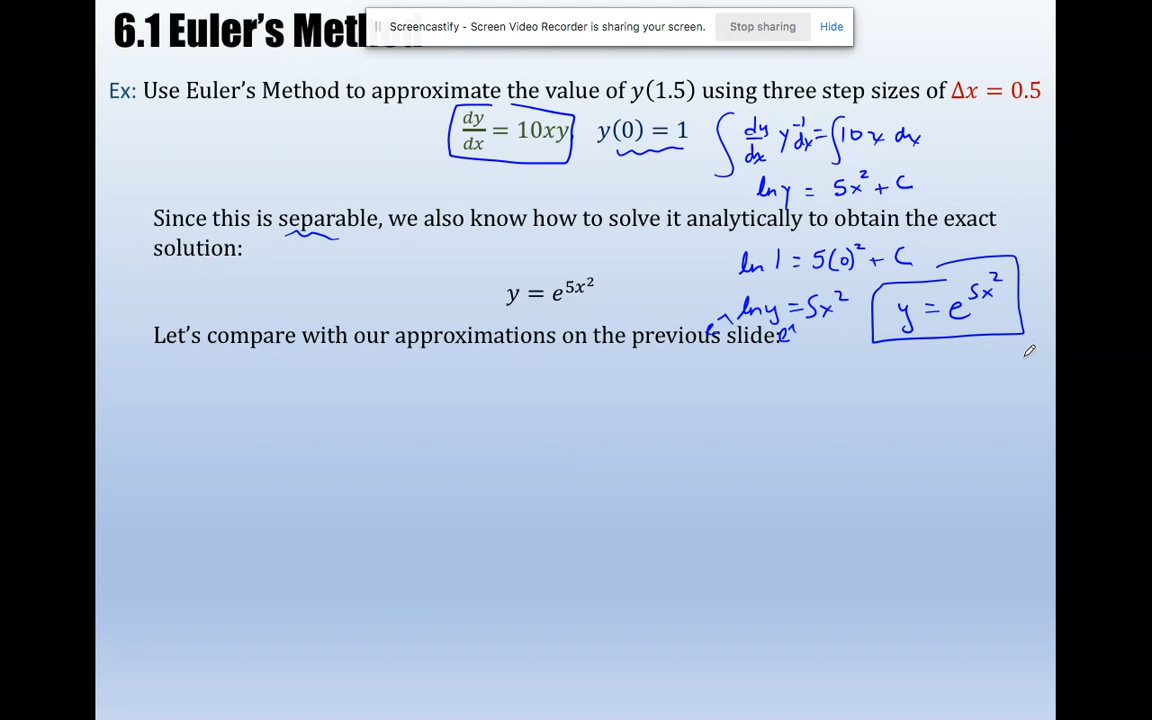 6.1 Euler's Met
Screencastify - Screen Video Recorder is sharing your screen. Stop sharing Hide
Ex: Use Euler's Method to approximate the value of y(1.5) using three step sizes of Δx = 0.5
dy/dx = 10xy y(0) = 1 ∫ dy/dx y⁻¹ dx = ∫ 10x dx
ln y = 5x² + C
Since this is separable, we also know how to solve it analytically to obtain the exact
solution:
ln 1 = 5(0)² + C
y = e^{5x²}
e^ ln y = 5x² y = e^{5x²}
Let's compare with our approximations on the previous slide: e^